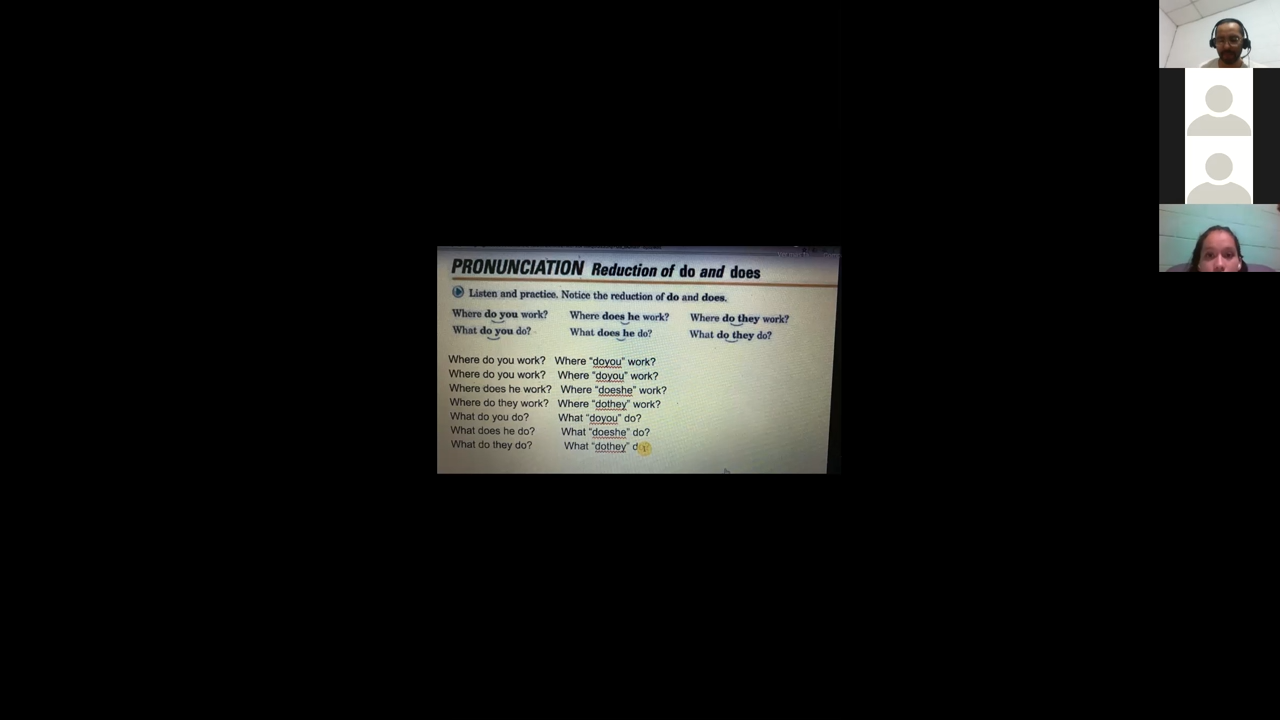 PRONUNCIATION Reduction of do and does
Listen and practice. Notice the reduction of do and does.
Where do you work? Where does he work? Where do they work?
What do you do? What does he do? What do they do?
Where do you work? Where "doyou" work?
Where do you work? Where "doyou" work?
Where does he work? Where "doeshe" work?
Where do they work? Where "dothey" work?
What do you do? What "doyou" do?
What does he do? What "doeshe" do?
What do they do? What "dothey"